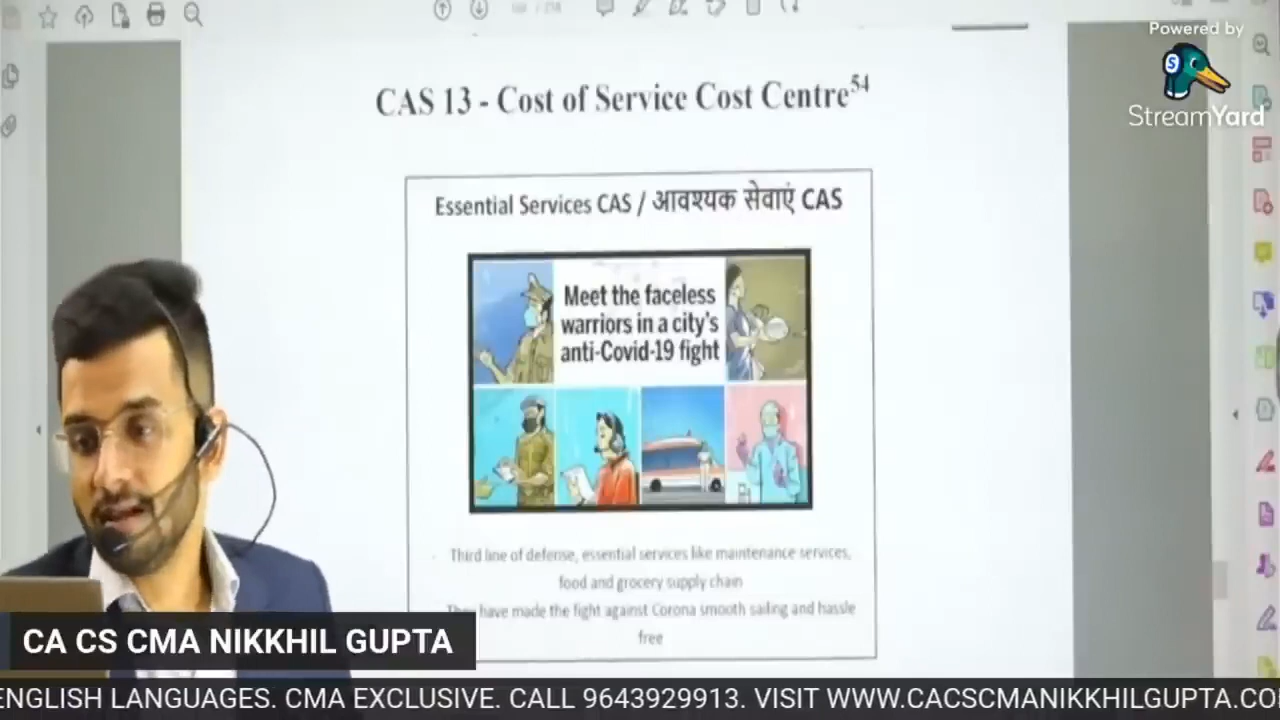 Powered by
StreamYard
CAS 13 - Cost of Service Cost Centre54
Essential Services CAS / आवश्यक सेवाएं CAS
Meet the faceless
warriors in a city's
anti-Covid-19 fight
Third line of defense, essential services like maintenance services,
food and grocery supply chain
They have made the fight against Corona smooth sailing and hassle
free
CA CS CMA NIKKHIL GUPTA
ENGLISH LANGUAGES. CMA EXCLUSIVE. CALL 9643929913. VISIT WWW.CACSCMANIKKHILGUPTA.CO